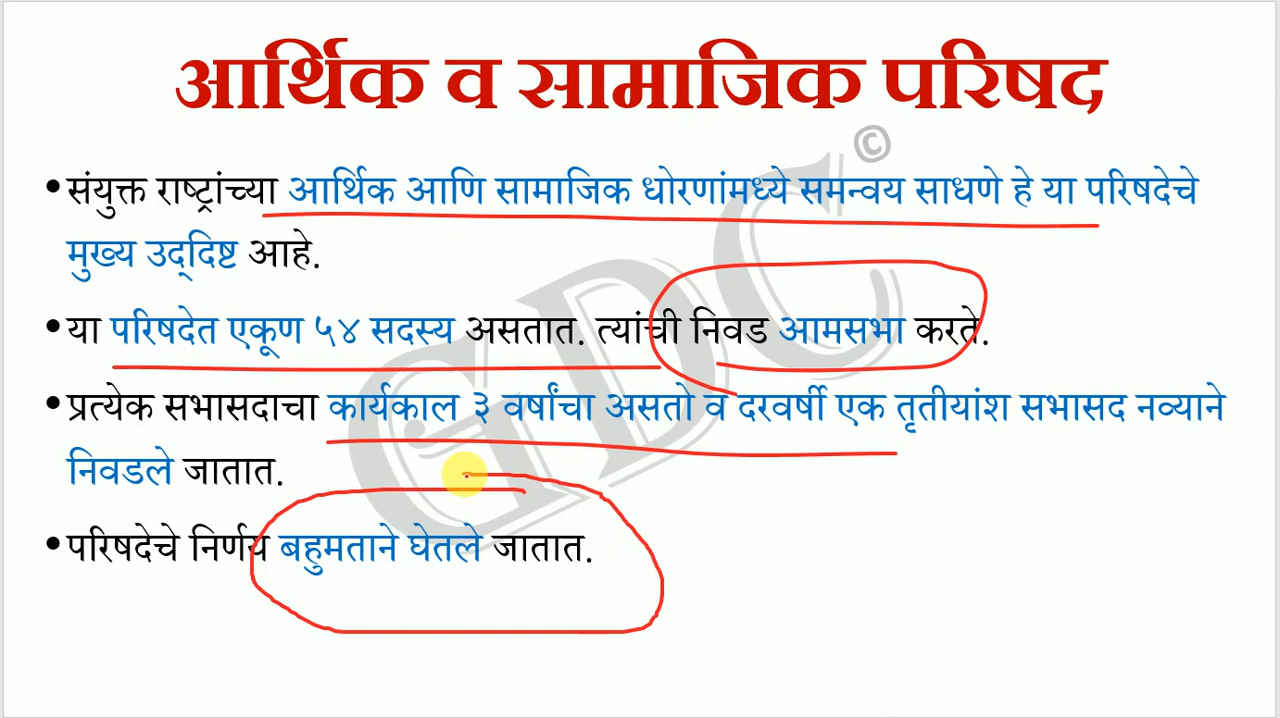 आर्थिक व सामाजिक परिषद
©
•संयुक्त राष्ट्रांच्या आर्थिक आणि सामाजिक धोरणांमध्ये समन्वय साधणे हे या परिषदेचे
मुख्य उद्‌दिष्ट आहे.
•या परिषदेत एकूण ५४ सदस्य असतात. त्यांची निवड आमसभा करते.
•प्रत्येक सभासदाचा कार्यकाल ३ वर्षांचा असतो व दरवर्षी एक तृतीयांश सभासद नव्याने
निवडले जातात.
•परिषदेचे निर्णय बहुमताने घेतले जातात.
GDC